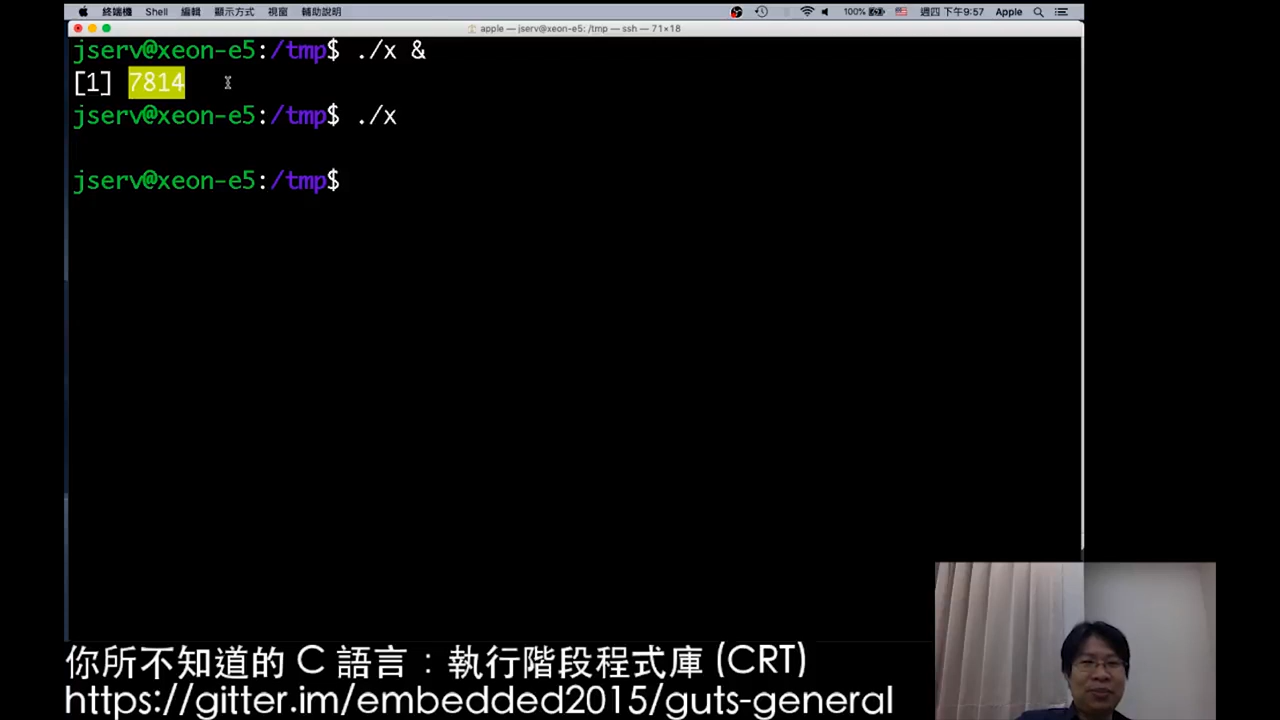 終端機 Shell 編輯 顯示方式 視窗 輔助說明 100% 週四 下午9:57 Apple
apple — jserv@xeon-e5: /tmp — ssh — 71×18
jserv@xeon-e5:/tmp$ ./x &
[1] 7814
jserv@xeon-e5:/tmp$ ./x
jserv@xeon-e5:/tmp$
你所不知道的 C 語言：執行階段程式庫 (CRT)
https://gitter.im/embedded2015/guts-general